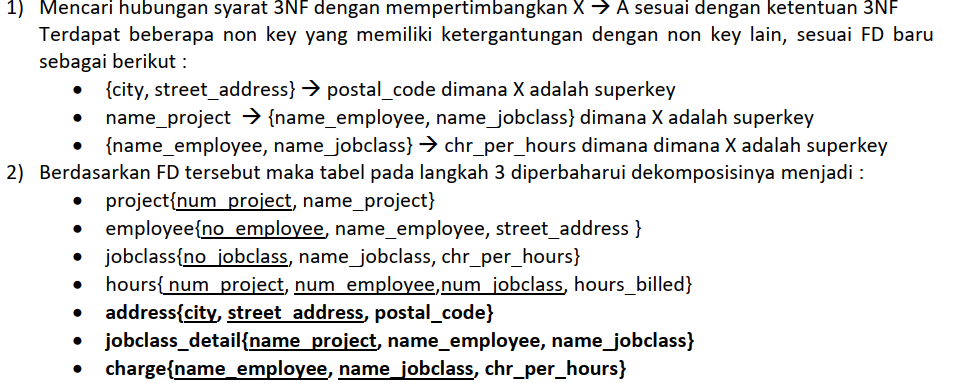 1) Mencari hubungan syarat 3NF dengan mempertimbangkan X → A sesuai dengan ketentuan 3NF
Terdapat beberapa non key yang memiliki ketergantungan dengan non key lain, sesuai FD baru
sebagai berikut :
• {city, street_address} → postal_code dimana X adalah superkey
• name_project → {name_employee, name_jobclass} dimana X adalah superkey
• {name_employee, name_jobclass} → chr_per_hours dimana dimana X adalah superkey
2) Berdasarkan FD tersebut maka tabel pada langkah 3 diperbaharui dekomposisinya menjadi :
• project{num_project, name_project}
• employee{no_employee, name_employee, street_address }
• jobclass{no_jobclass, name_jobclass, chr_per_hours}
• hours{ num_project, num_employee,num_jobclass, hours_billed}
• address{city, street_address, postal_code}
• jobclass_detail{name_project, name_employee, name_jobclass}
• charge{name_employee, name_jobclass, chr_per_hours}